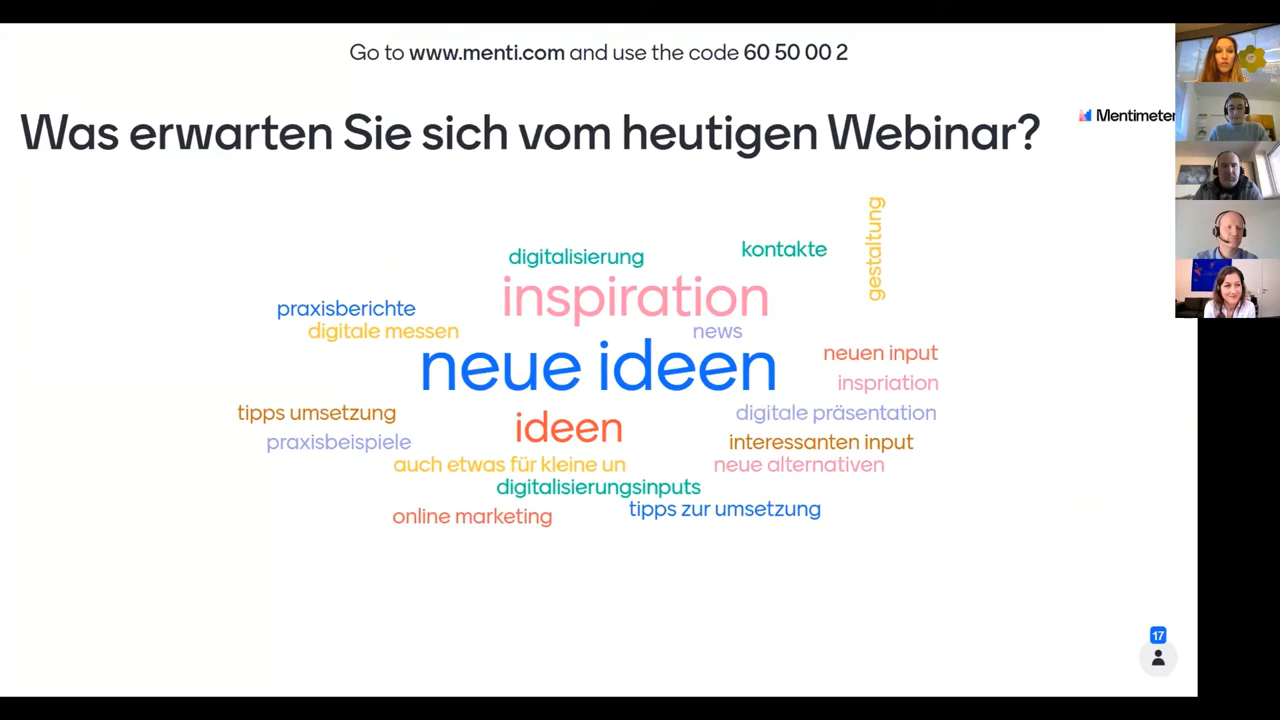 Go to www.menti.com and use the code 60 50 00 2
Was erwarten Sie sich vom heutigen Webinar?
Mentimeter
gestaltung
kontakte
digitalisierung
inspiration
praxisberichte
digitale messen
news
neue ideen
neuen input
inspriation
tipps umsetzung
ideen
digitale präsentation
praxisbeispiele
interessanten input
auch etwas für kleine un
neue alternativen
digitalisierungsinputs
online marketing
tipps zur umsetzung
17